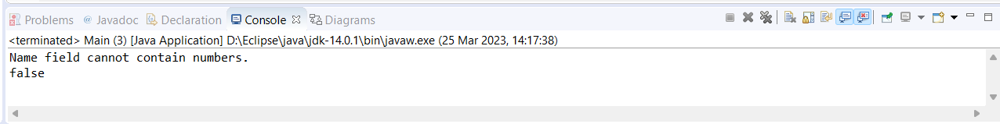 Problems @ Javadoc Declaration Console Diagrams
<terminated> Main (3) [Java Application] D:\Eclipse\java\jdk-14.0.1\bin\javaw.exe (25 Mar 2023, 14:17:38)
Name field cannot contain numbers.
false